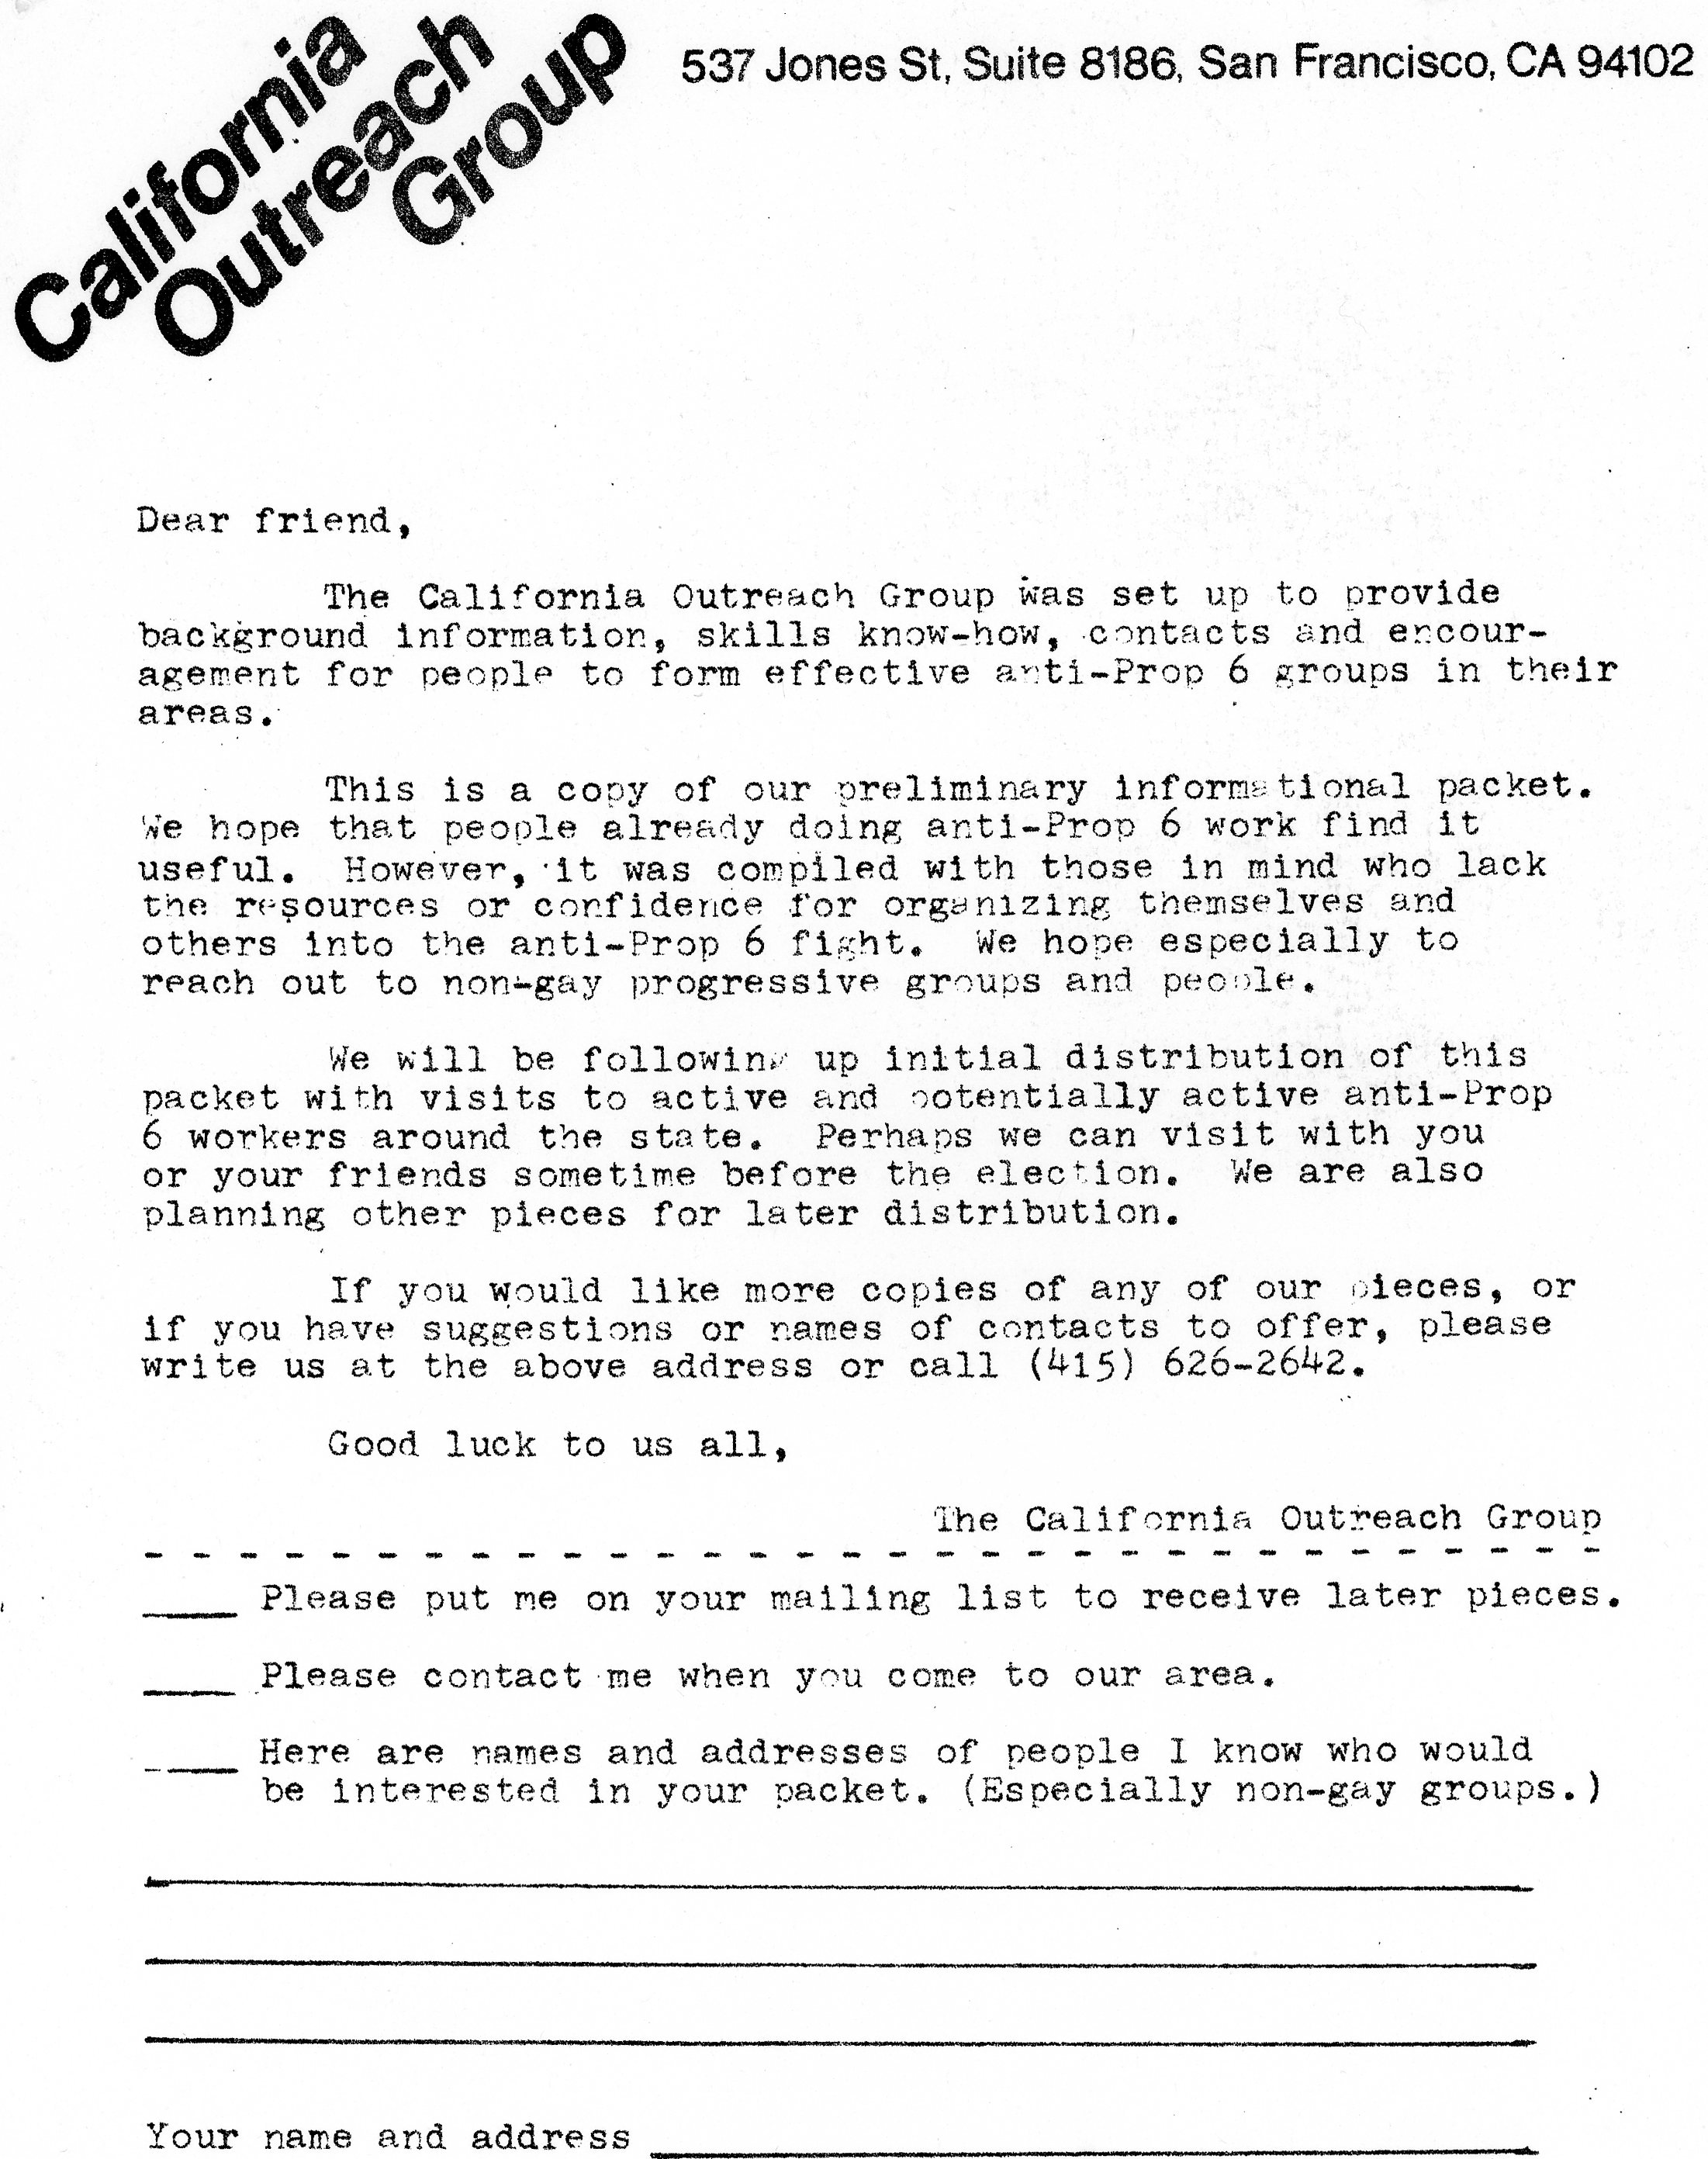 California
Outreach
Group
537 Jones St, Suite 8186, San Francisco, CA 94102
Dear friend,
The California Outreach Group was set up to provide
background information, skills know-how, contacts and encour-
agement for people to form effective anti-Prop 6 groups in their
areas.
This is a copy of our preliminary informational packet.
We hope that people already doing anti-Prop 6 work find it
useful. However, it was compiled with those in mind who lack
the resources or confidence for organizing themselves and
others into the anti-Prop 6 fight. We hope especially to
reach out to non-gay progressive groups and people.
We will be following up initial distribution of this
packet with visits to active and potentially active anti-Prop
6 workers around the state. Perhaps we can visit with you
or your friends sometime before the election. We are also
planning other pieces for later distribution.
If you would like more copies of any of our pieces, or
if you have suggestions or names of contacts to offer, please
write us at the above address or call (415) 626-2642.
Good luck to us all,
The California Outreach Group
- - - - - - - - - - - - - - - - - - - - - - - - - - - - - - - -
____ Please put me on your mailing list to receive later pieces.
____ Please contact me when you come to our area.
____ Here are names and addresses of people I know who would
be interested in your packet. (Especially non-gay groups.)
Your name and address